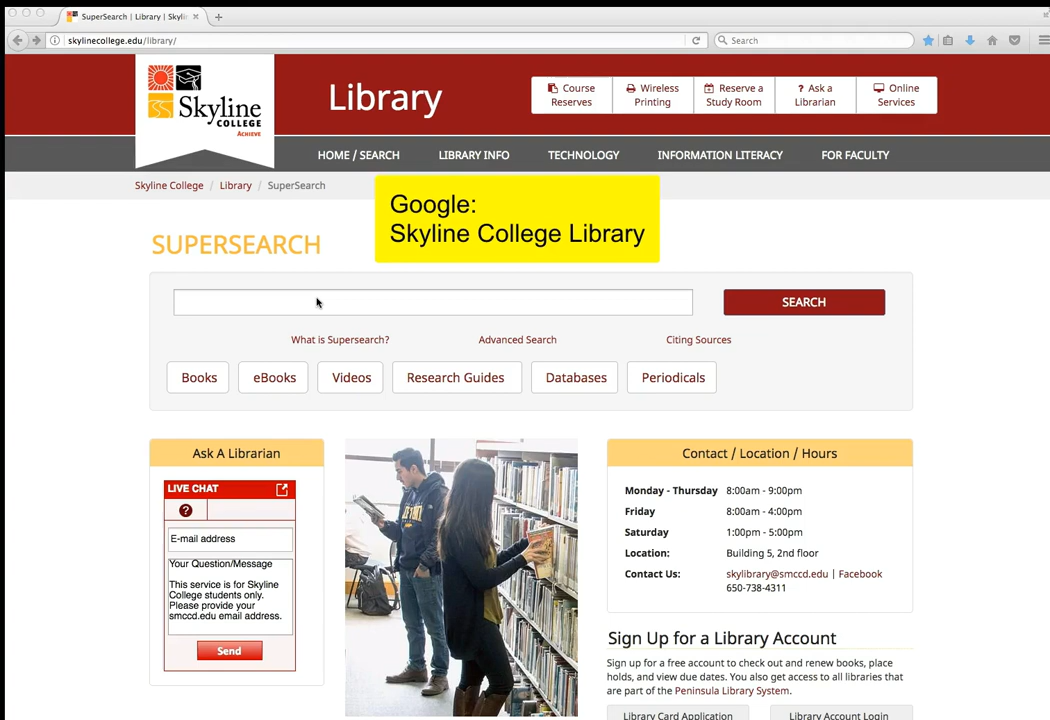 SuperSearch | Library | Skylin
skylinecollege.edu/library/
Search
Skyline
COLLEGE
ACHIEVE
Library
Course
Reserves
Wireless
Printing
Reserve a
Study Room
? Ask a
Librarian
Online
Services
HOME / SEARCH
LIBRARY INFO
TECHNOLOGY
INFORMATION LITERACY
FOR FACULTY
Skyline College / Library / SuperSearch
Google:
Skyline College Library
SUPERSEARCH
SEARCH
What is Supersearch?
Advanced Search
Citing Sources
Books
eBooks
Videos
Research Guides
Databases
Periodicals
Ask A Librarian
LIVE CHAT
?
E-mail address
Your Question/Message
This service is for Skyline
College students only.
Please provide your
smccd.edu email address.
Send
Contact / Location / Hours
Monday - Thursday 8:00am - 9:00pm
Friday 8:00am - 4:00pm
Saturday 1:00pm - 5:00pm
Location: Building 5, 2nd floor
Contact Us: skylibrary@smccd.edu | Facebook
650-738-4311
Sign Up for a Library Account
Sign up for a free account to check out and renew books, place
holds, and view due dates. You also get access to all libraries that
are part of the Peninsula Library System.
Library Card Application
Library Account Login